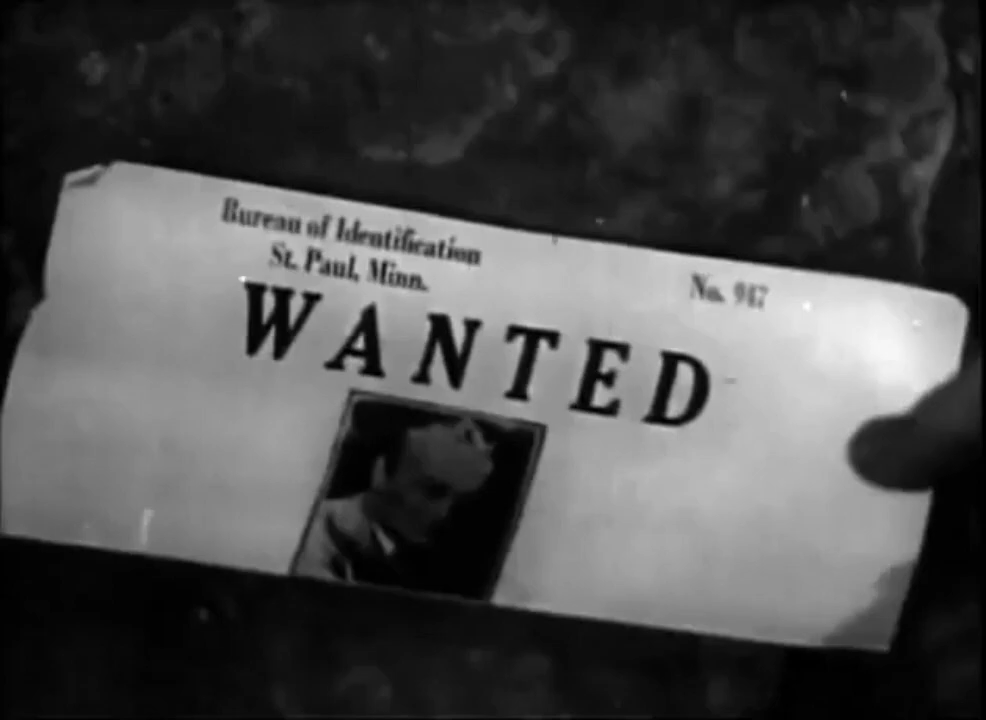 Bureau of Identification
St. Paul, Minn.
No. 947
WANTED